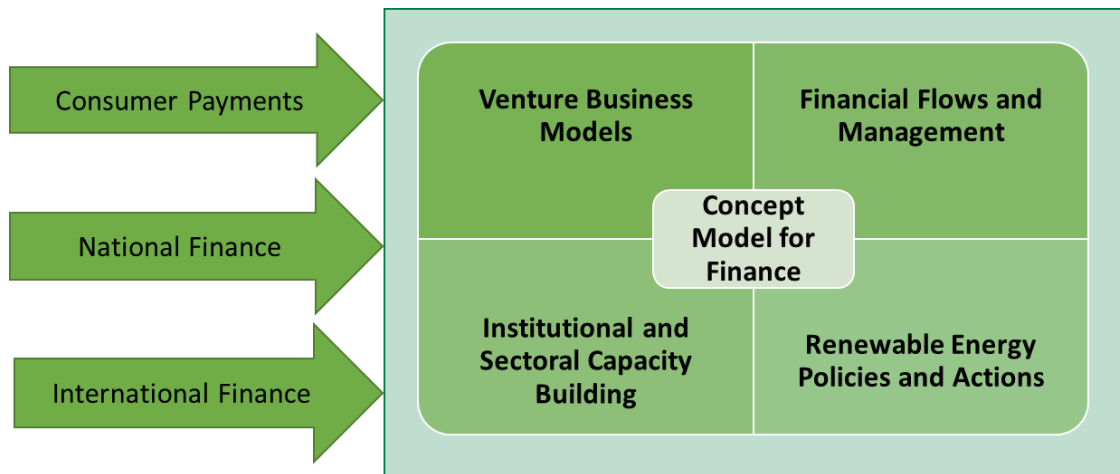 Consumer Payments
National Finance
International Finance
Venture Business
Models
Financial Flows and
Management
Concept
Model for
Finance
Institutional and
Sectoral Capacity
Building
Renewable Energy
Policies and Actions